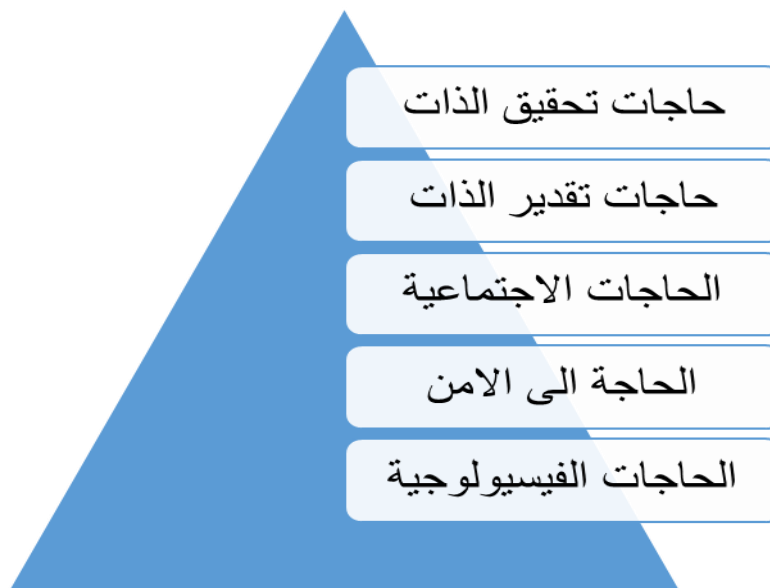 حاجات تحقيق الذات
حاجات تقدير الذات
الحاجات الاجتماعية
الحاجة الى الامن
الحاجات الفيسيولوجية